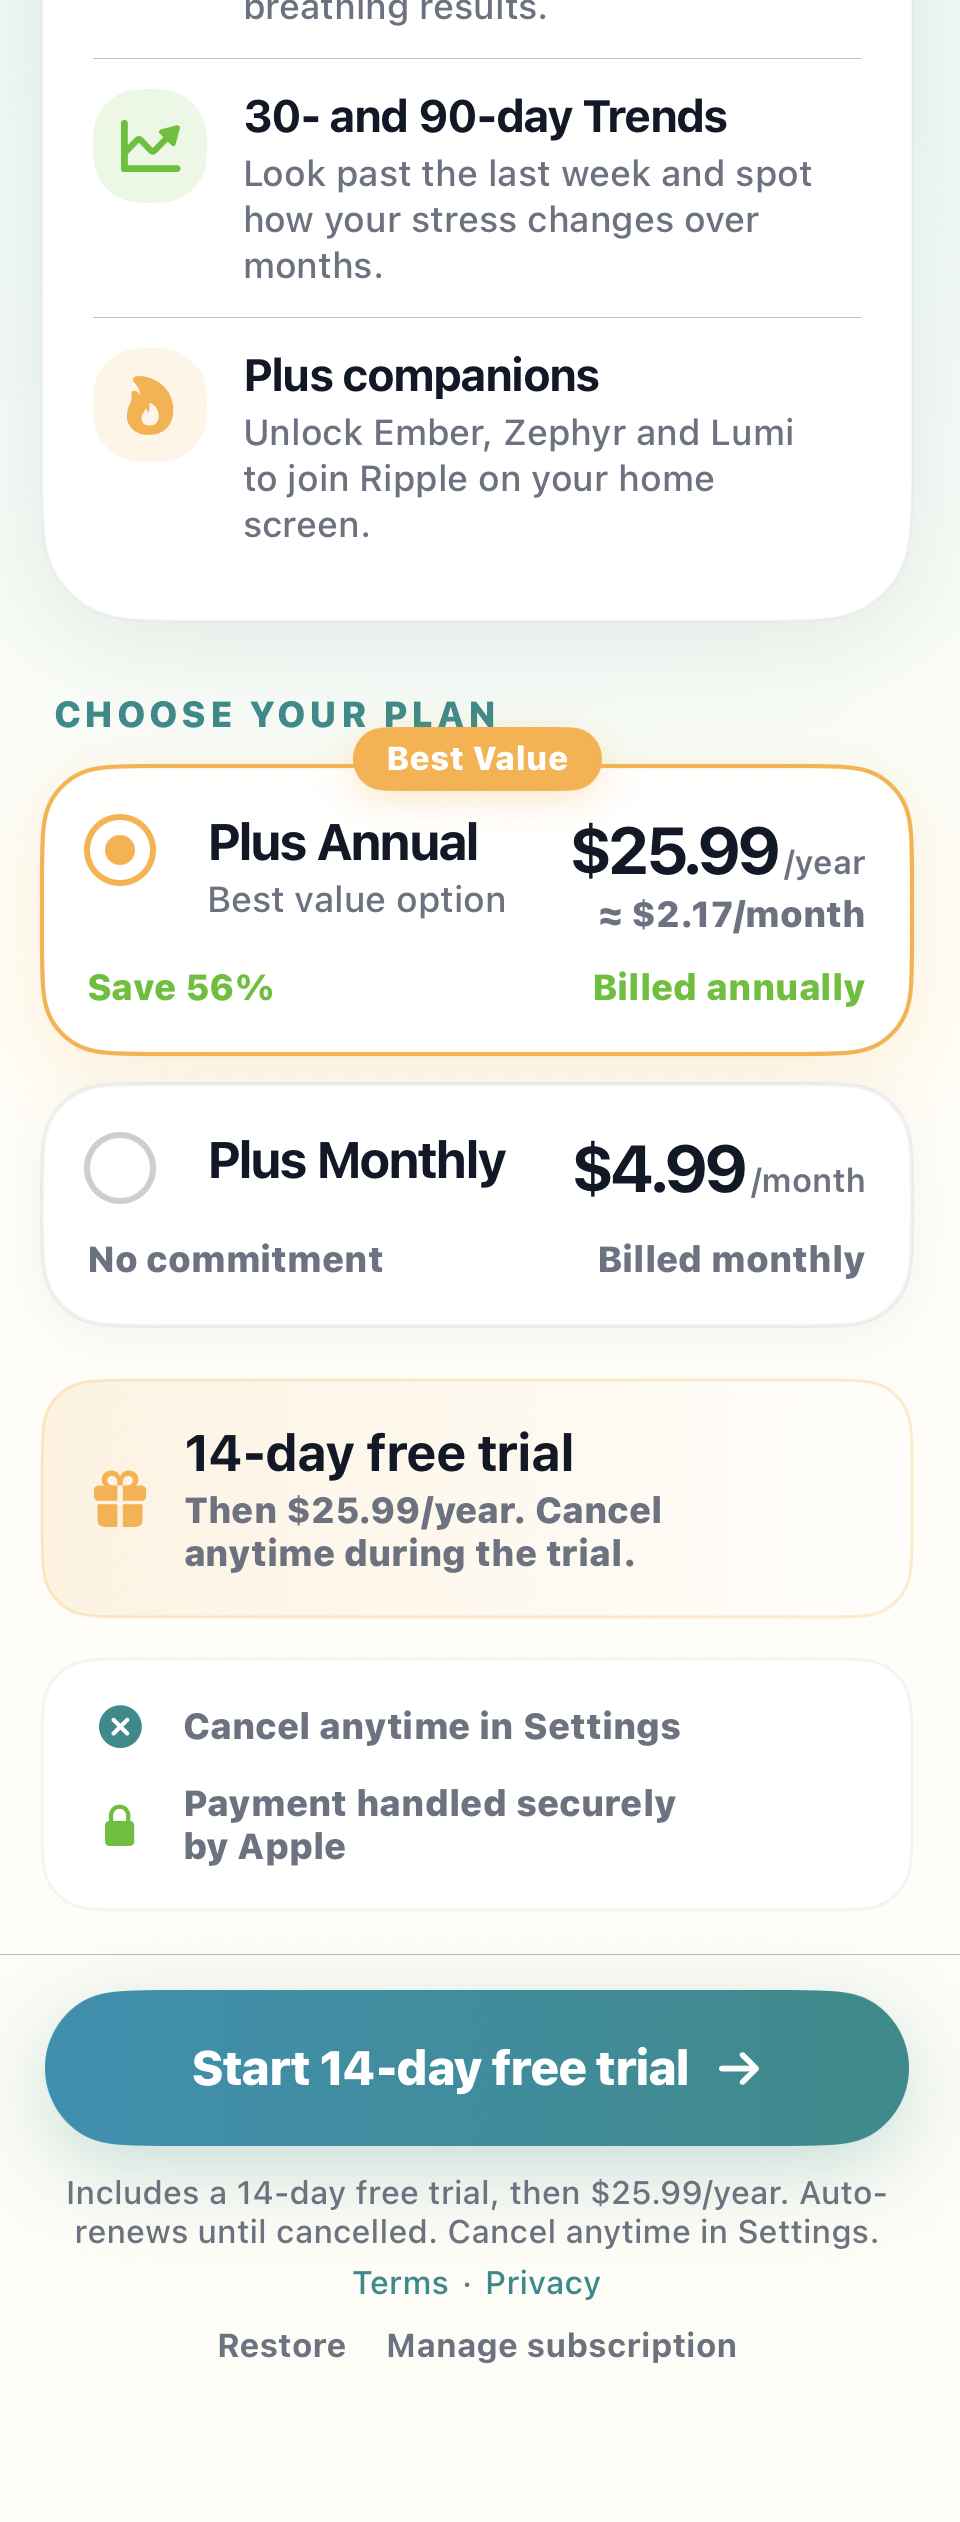 breathing results.
30- and 90-day Trends
Look past the last week and spot
how your stress changes over
months.
Plus companions
Unlock Ember, Zephyr and Lumi
to join Ripple on your home
screen.
CHOOSE YOUR PLAN
Best Value
Plus Annual
$25.99/year
Best value option
≈ $2.17/month
Save 56%
Billed annually
Plus Monthly
$4.99/month
No commitment
Billed monthly
14-day free trial
Then $25.99/year. Cancel
anytime during the trial.
Cancel anytime in Settings
Payment handled securely
by Apple
Start 14-day free trial →
Includes a 14-day free trial, then $25.99/year. Auto-
renews until cancelled. Cancel anytime in Settings.
Terms · Privacy
Restore Manage subscription